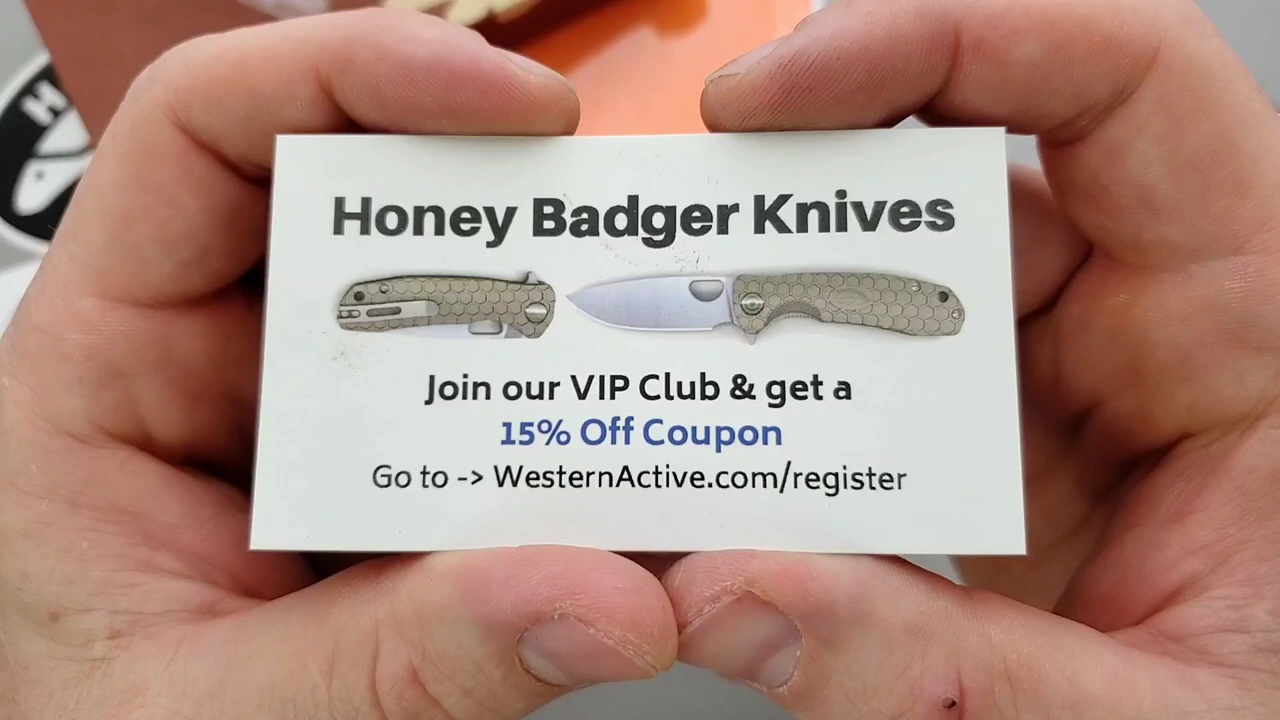 Honey Badger Knives
Join our VIP Club & get a
15% Off Coupon
Go to -> WesternActive.com/register
H